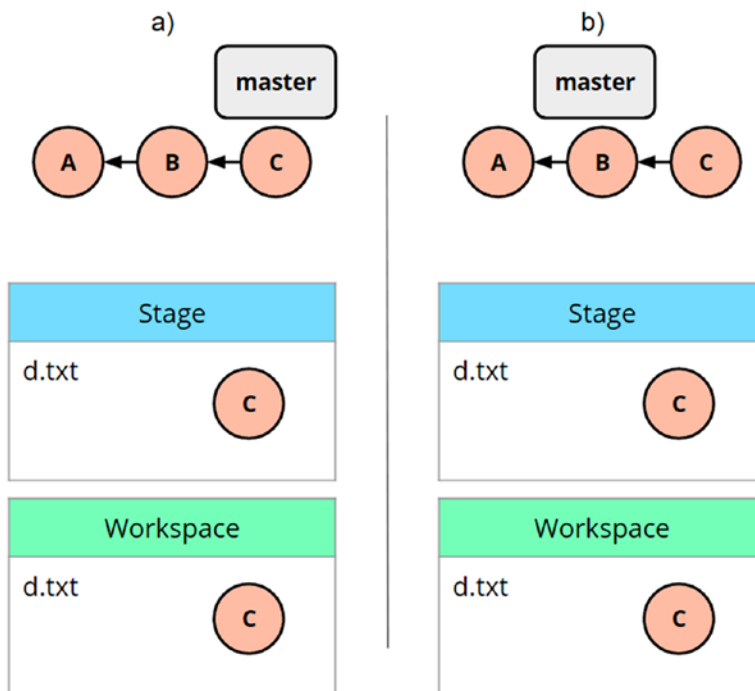 a)
master
A
B
C
Stage
d.txt
C
Workspace
d.txt
C
b)
master
A
B
C
Stage
d.txt
C
Workspace
d.txt
C